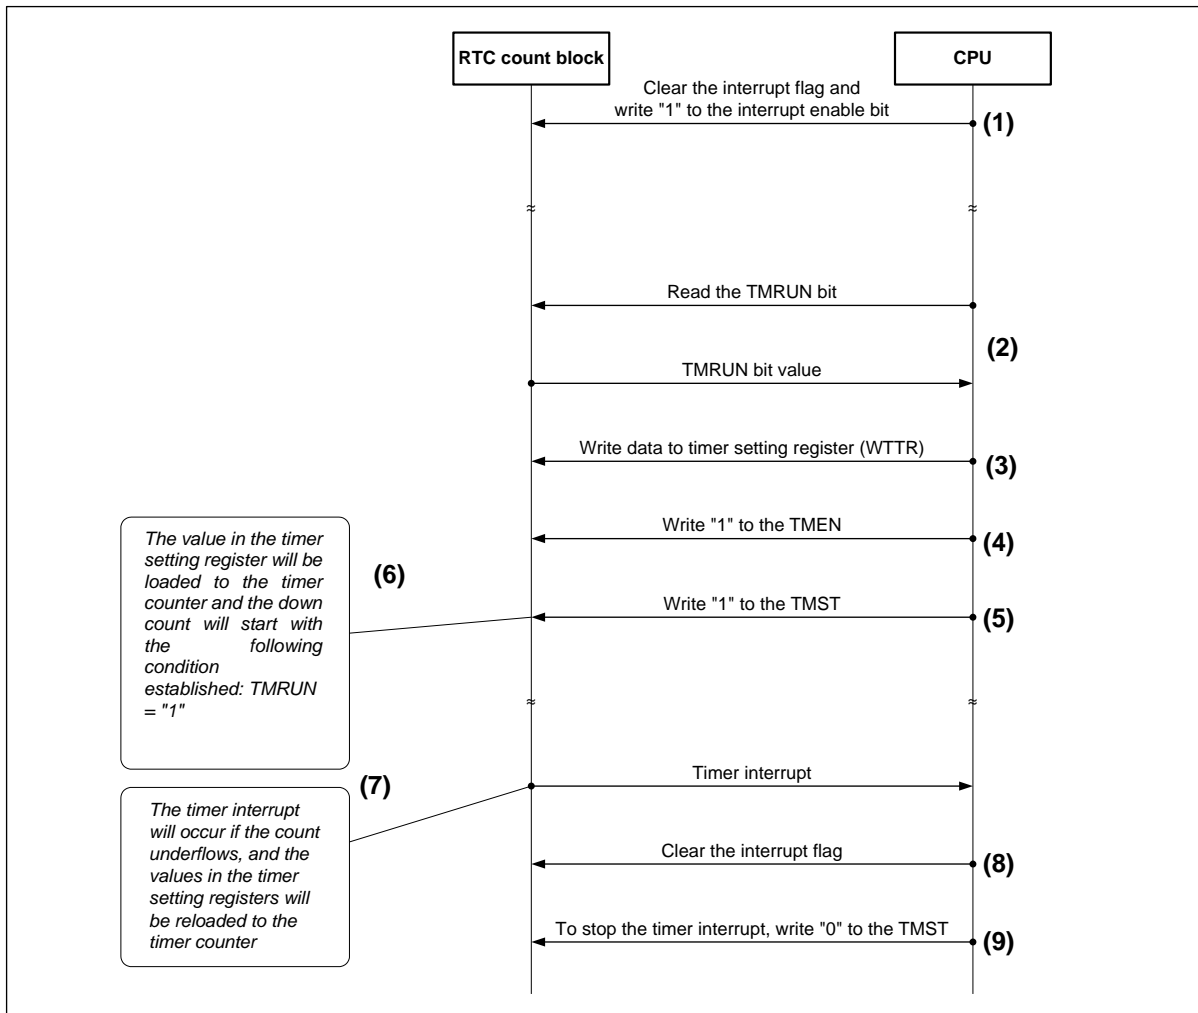 RTC count block
CPU
Clear the interrupt flag and
write "1" to the interrupt enable bit
(1)
≈
≈
Read the TMRUN bit
(2)
TMRUN bit value
Write data to timer setting register (WTTR)
(3)
Write "1" to the TMEN
(4)
The value in the timer
setting register will be
loaded to the timer
counter and the down
count will start with
the following
condition
established: TMRUN
= "1"
(6)
Write "1" to the TMST
(5)
≈
≈
(7)
Timer interrupt
The timer interrupt
will occur if the count
underflows, and the
values in the timer
setting registers will
be reloaded to the
timer counter
Clear the interrupt flag
(8)
To stop the timer interrupt, write "0" to the TMST
(9)